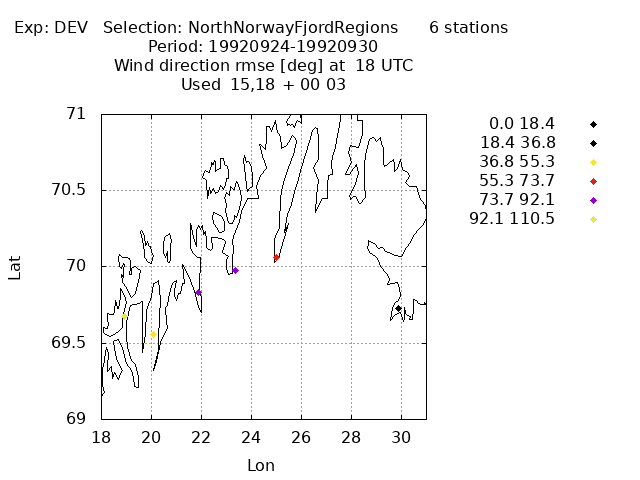 Exp: DEV   Selection: NorthNorwayFjordRegions      6 stations
Period: 19920924-19920930
Wind direction rmse [deg] at  18 UTC
Used  15,18 + 00 03
0.0 18.4
18.4 36.8
36.8 55.3
55.3 73.7
73.7 92.1
92.1 110.5
71
70.5
70
69.5
69
Lat
18 20 22 24 26 28 30
Lon